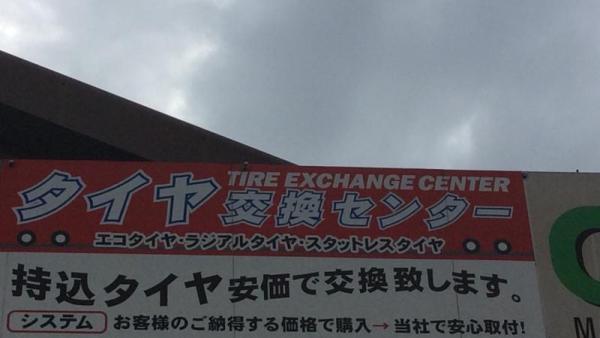 TIRE EXCHANGE CENTER
タイヤ交換センター
エコタイヤ・ラジアルタイヤ・スタットレスタイヤ
持込タイヤ安価で交換致します。
システム お客様のご納得する価格で購入→当社で安心取付!